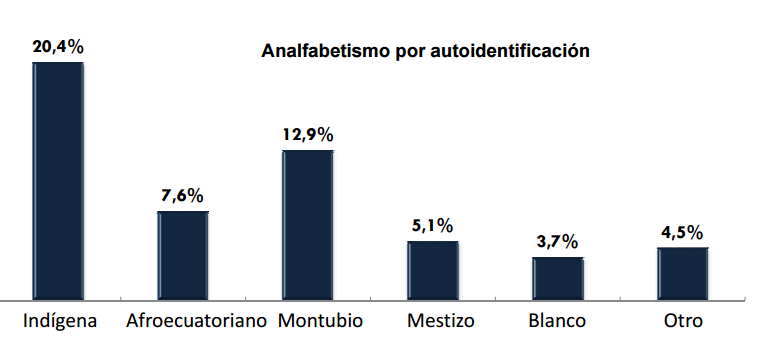 Analfabetismo por autoidentificación
20,4%
7,6%
12,9%
5,1%
3,7%
4,5%
Indígena
Afroecuatoriano
Montubio
Mestizo
Blanco
Otro